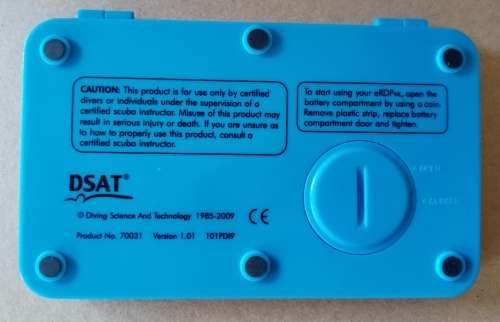 CAUTION: This product is for use only by certified
divers or individuals under the supervision of a
certified scuba instructor. Misuse of this product may
result in serious injury or death. If you are unsure as
to how to properly use this product, consult a
certified scuba instructor.
To start using your eRDPML, open the
battery compartment by using a coin.
Remove plastic strip, replace battery
compartment door and tighten.
OPEN
CLOSE
DSAT®
© Diving Science And Technology 1985-2009 CE
Product No. 70031 Version 1.01 101PDI9